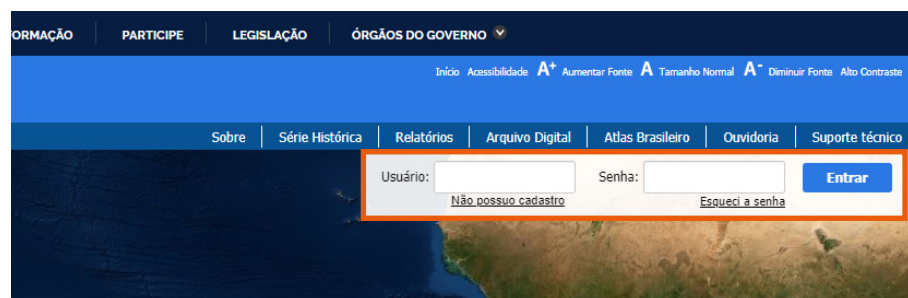 PARTICIPE LEGISLAÇÃO ÓRGÃOS DO GOVERNO
Início Acessibilidade A+ Aumentar Fonte A Tamanho Normal A- Diminuir Fonte Alto Contraste
Sobre Série Histórica Relatórios Arquivo Digital Atlas Brasileiro Ouvidoria Suporte técnico
Usuário: Senha: Entrar
Não possuo cadastro Esqueci a senha